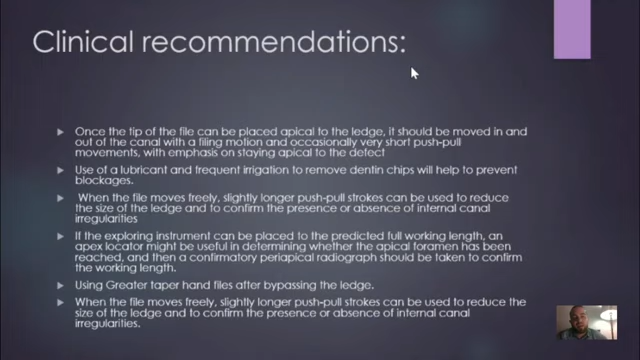 Clinical recommendations:
Once the tip of the file can be placed apical to the ledge, it should be moved in and
out of the canal with a filing motion and occasionally very short push-pull
movements, with emphasis on staying apical to the defect
Use of a lubricant and frequent irrigation to remove dentin chips will help to prevent
blockages.
When the file moves freely, slightly longer push-pull strokes can be used to reduce
the size of the ledge and to confirm the presence or absence of internal canal
irregularities
If the exploring instrument can be placed to the predicted full working length, an
apex locator might be useful in determining whether the apical foramen has been
reached, and then a confirmatory periapical radiograph should be taken to confirm
the working length.
Using Greater taper hand files after bypassing the ledge.
When the file moves freely, slightly longer push-pull strokes can be used to reduce the
size of the ledge and to confirm the presence or absence of internal canal
irregularities.